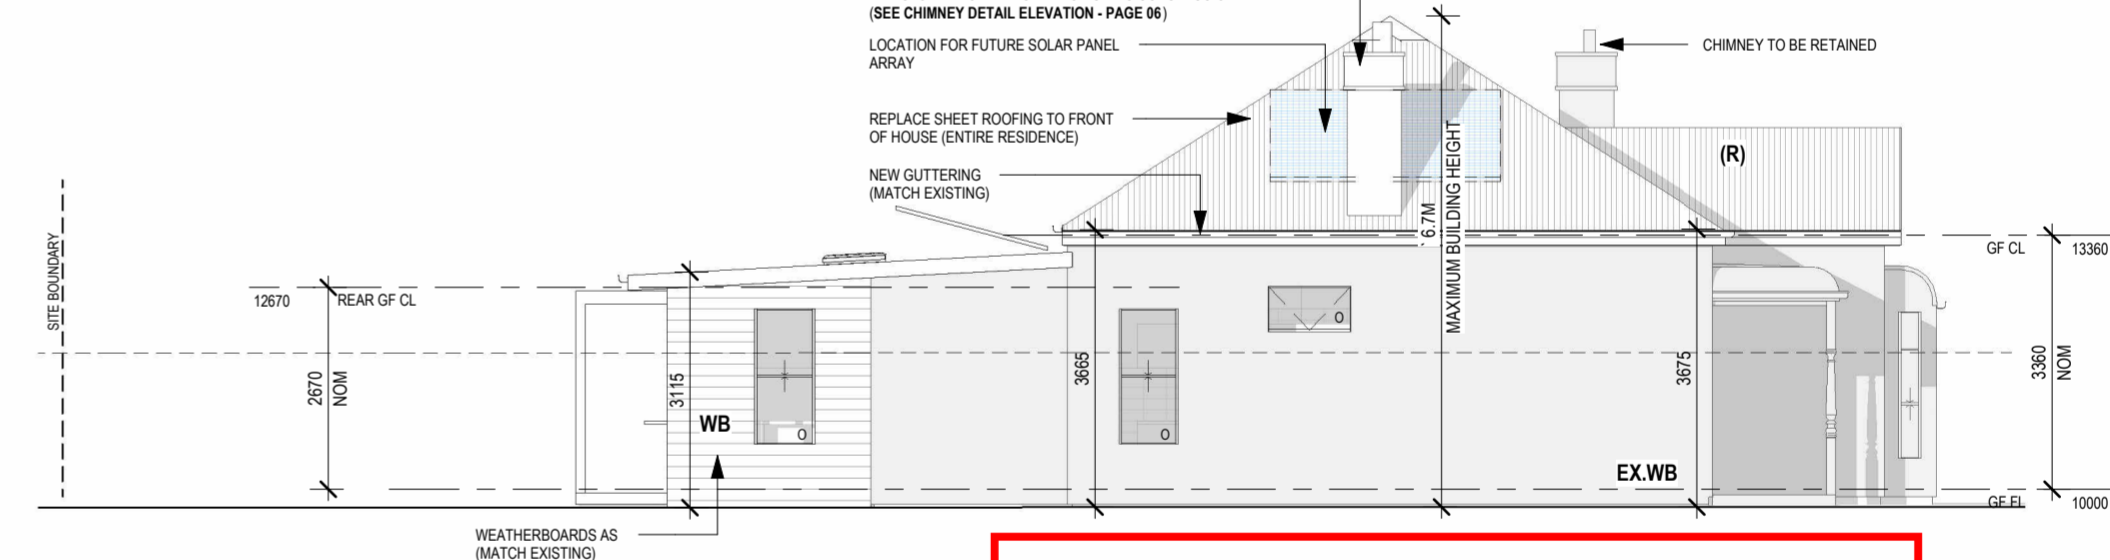 (SEE CHIMNEY DETAIL ELEVATION - PAGE 06)
LOCATION FOR FUTURE SOLAR PANEL
ARRAY
CHIMNEY TO BE RETAINED
REPLACE SHEET ROOFING TO FRONT
OF HOUSE (ENTIRE RESIDENCE)
(R)
NEW GUTTERING
(MATCH EXISTING)
6.7M
MAXIMUM BUILDING HEIGHT
SITE BOUNDARY
GF CL
13360
12670
REAR GF CL
2670
NOM
3115
3665
3675
3360
NOM
WB
O
O
O
EX.WB
GF FL
10000
WEATHERBOARDS AS
(MATCH EXISTING)